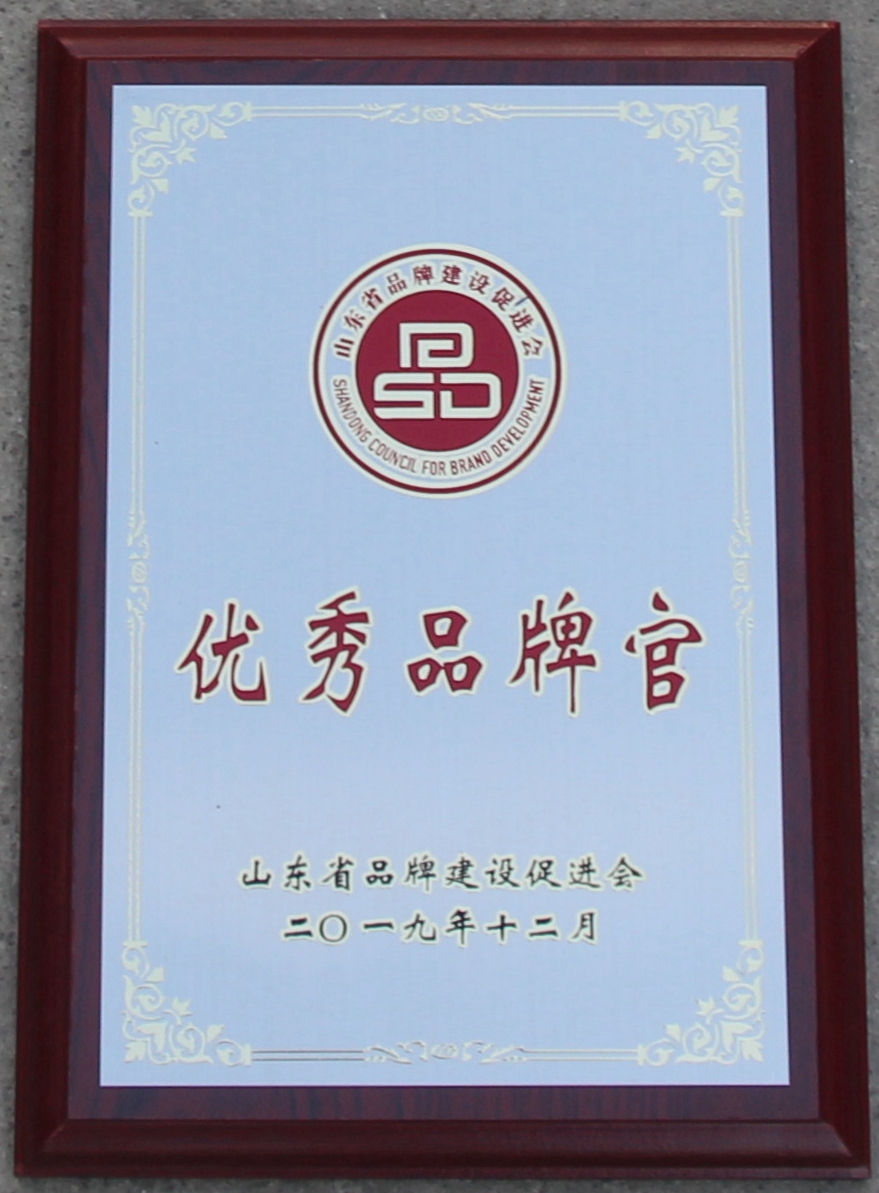 山东省品牌建设促进会
SHANDONG COUNCIL FOR BRAND DEVELOPMENT
优秀品牌官
山东省品牌建设促进会
二〇一九年十二月